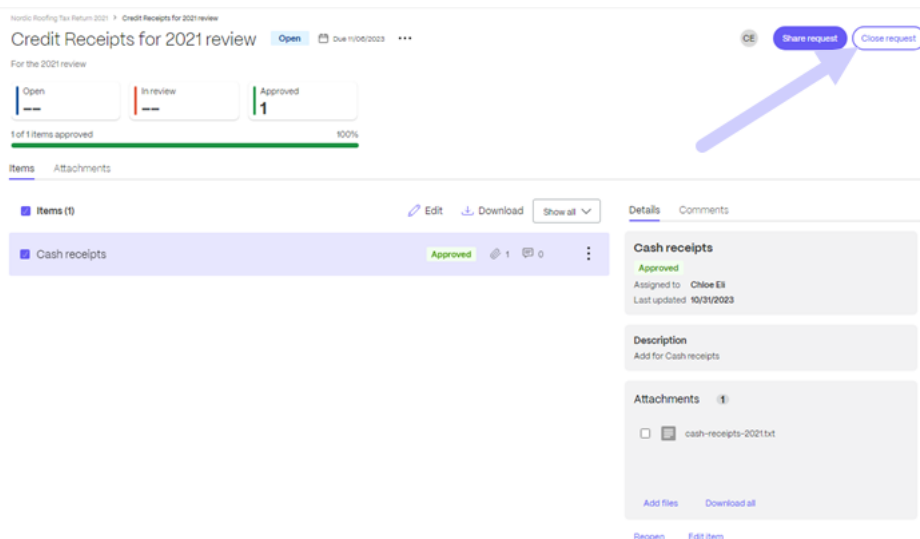 Nordic Roofing Tax Return 2021 > Credit Receipts for 2021 review
Credit Receipts for 2021 review Open Due 11/06/2023 ••• CE Share request Close request
For the 2021 review
Open In review Approved
-- -- 1
1 of 1 items approved 100%
Items Attachments
Items (1) Edit Download Show all
Cash receipts Approved 1 0
Details Comments
Cash receipts
Approved
Assigned to Chloe Eli
Last updated 10/31/2023
Description
Add for Cash receipts
Attachments 1
cash-receipts-2021.txt
Add files Download all
Reopen Edit item